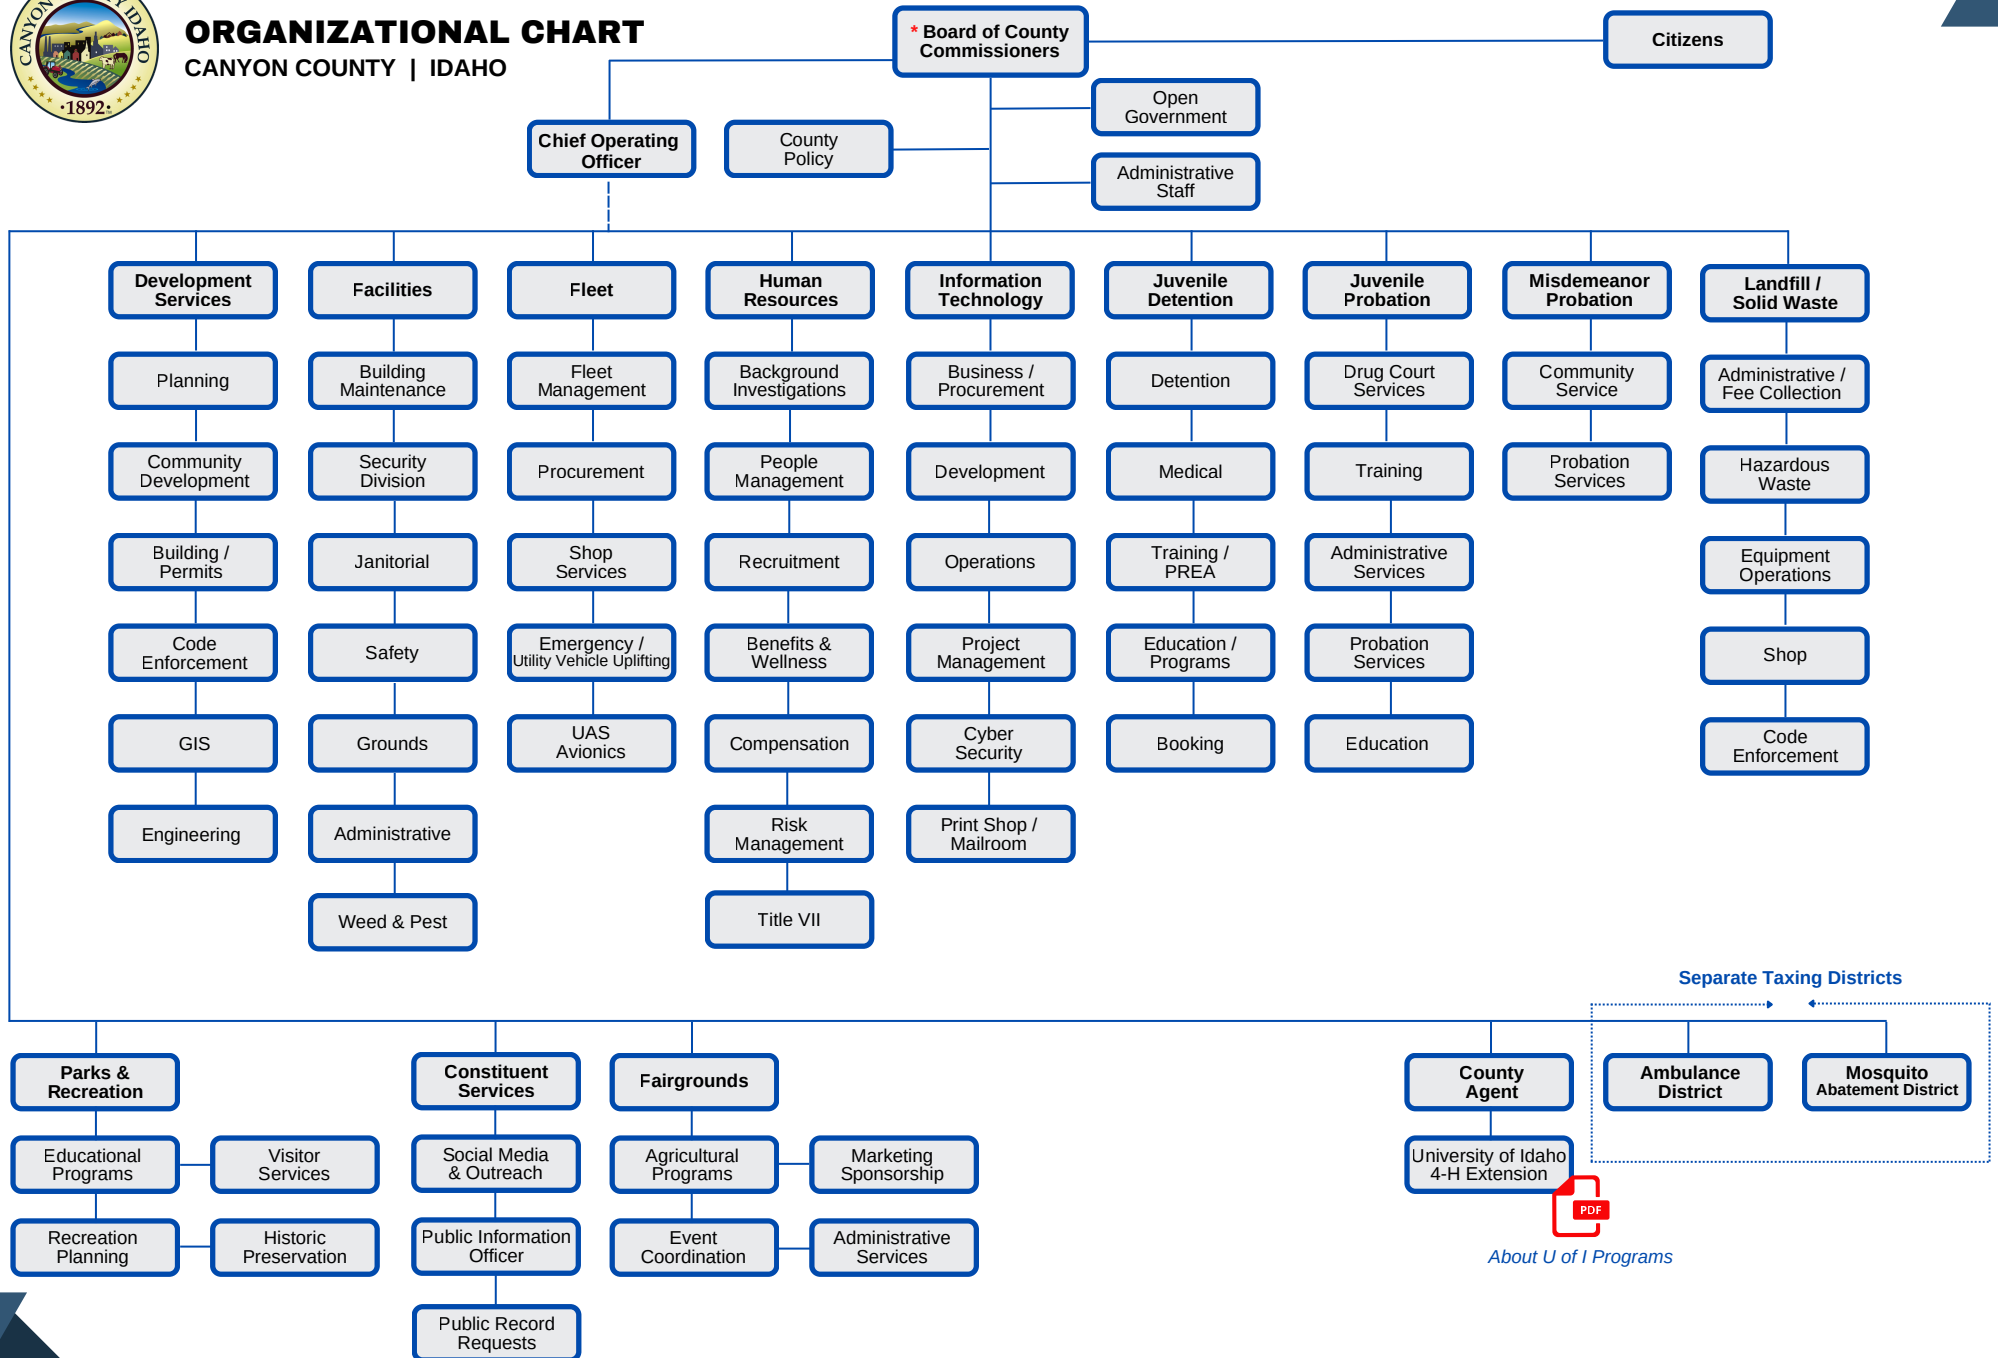 CANYON COUNTY IDAHO
·1892·
ORGANIZATIONAL CHART
CANYON COUNTY | IDAHO
* Board of County
Commissioners
Citizens
Open
Government
Chief Operating
Officer
County
Policy
Administrative
Staff
Development
Services
Planning
Community
Development
Building /
Permits
Code
Enforcement
GIS
Engineering
Facilities
Building
Maintenance
Security
Division
Janitorial
Safety
Grounds
Administrative
Weed & Pest
Fleet
Fleet
Management
Procurement
Shop
Services
Emergency /
Utility Vehicle Uplifting
UAS
Avionics
Human
Resources
Background
Investigations
People
Management
Recruitment
Benefits &
Wellness
Compensation
Risk
Management
Title VII
Information
Technology
Business /
Procurement
Development
Operations
Project
Management
Cyber
Security
Print Shop /
Mailroom
Juvenile
Detention
Detention
Medical
Training /
PREA
Education /
Programs
Booking
Juvenile
Probation
Drug Court
Services
Training
Administrative
Services
Probation
Services
Education
Misdemeanor
Probation
Community
Service
Probation
Services
Landfill /
Solid Waste
Administrative /
Fee Collection
Hazardous
Waste
Equipment
Operations
Shop
Code
Enforcement
Separate Taxing Districts
Parks &
Recreation
Educational
Programs
Visitor
Services
Recreation
Planning
Historic
Preservation
Constituent
Services
Social Media
& Outreach
Public Information
Officer
Public Record
Requests
Fairgrounds
Agricultural
Programs
Marketing
Sponsorship
Event
Coordination
Administrative
Services
County
Agent
University of Idaho
4-H Extension
PDF
About U of I Programs
Ambulance
District
Mosquito
Abatement District